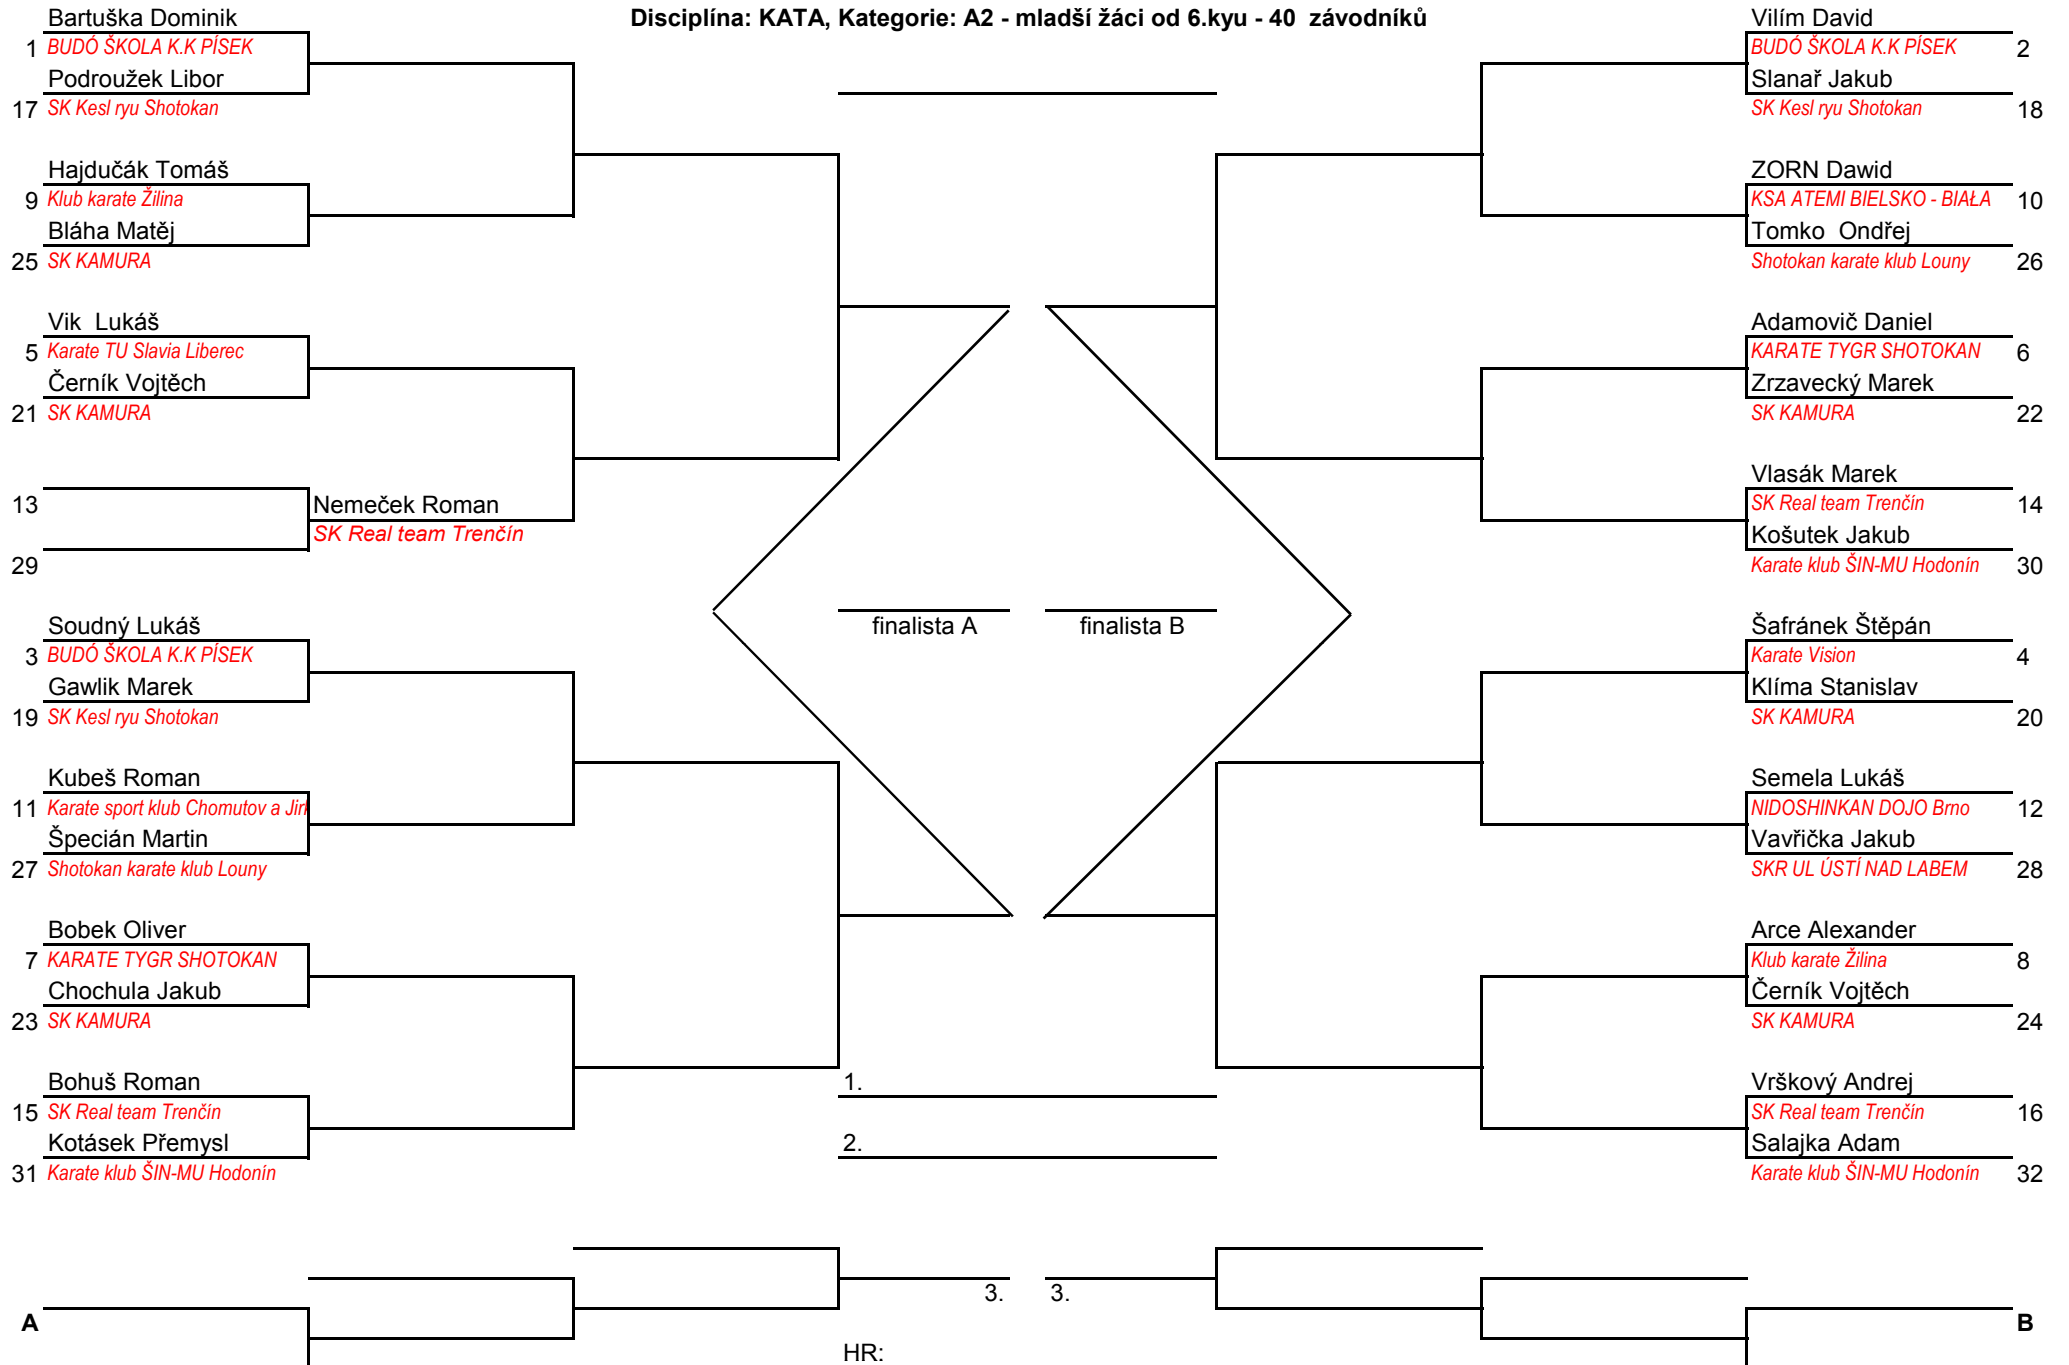 Disciplína: KATA, Kategorie: A2 - mladší žáci od 6.kyu - 40 závodníků
Bartuška Dominik
1 BUDÓ ŠKOLA K.K PÍSEK
Podroužek Libor
17 SK Kesl ryu Shotokan
Hajdučák Tomáš
9 Klub karate Žilina
Bláha Matěj
25 SK KAMURA
Vik Lukáš
5 Karate TU Slavia Liberec
Černík Vojtěch
21 SK KAMURA
13
Nemeček Roman
SK Real team Trenčín
29
Soudný Lukáš
3 BUDÓ ŠKOLA K.K PÍSEK
Gawlik Marek
19 SK Kesl ryu Shotokan
Kubeš Roman
11 Karate sport klub Chomutov a Jirk
Špecián Martin
27 Shotokan karate klub Louny
Bobek Oliver
7 KARATE TYGR SHOTOKAN
Chochula Jakub
23 SK KAMURA
Bohuš Roman
15 SK Real team Trenčín
Kotásek Přemysl
31 Karate klub ŠIN-MU Hodonín
A
finalista A
finalista B
1.
2.
3.
3.
HR:
Vilím David
BUDÓ ŠKOLA K.K PÍSEK 2
Slanař Jakub
SK Kesl ryu Shotokan 18
ZORN Dawid
KSA ATEMI BIELSKO - BIAŁA 10
Tomko Ondřej
Shotokan karate klub Louny 26
Adamovič Daniel
KARATE TYGR SHOTOKAN 6
Zrzavecký Marek
SK KAMURA 22
Vlasák Marek
SK Real team Trenčín 14
Košutek Jakub
Karate klub ŠIN-MU Hodonín 30
Šafránek Štěpán
Karate Vision 4
Klíma Stanislav
SK KAMURA 20
Semela Lukáš
NIDOSHINKAN DOJO Brno 12
Vavřička Jakub
SKR UL ÚSTÍ NAD LABEM 28
Arce Alexander
Klub karate Žilina 8
Černík Vojtěch
SK KAMURA 24
Vrškový Andrej
SK Real team Trenčín 16
Salajka Adam
Karate klub ŠIN-MU Hodonín 32
B